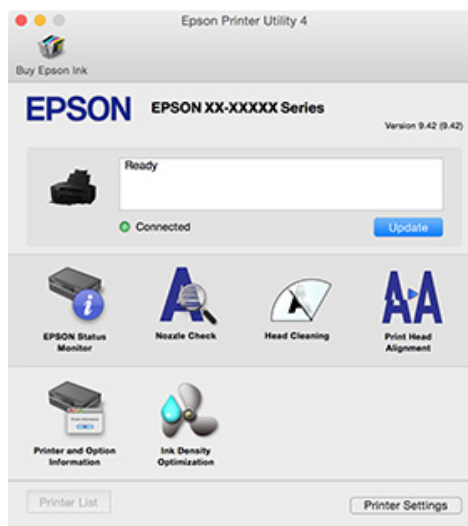 Epson Printer Utility 4
Buy Epson Ink
EPSON
EPSON XX-XXXXX Series
Version 9.42 (9.42)
Ready
Connected
Update
EPSON Status
Monitor
Nozzle Check
Head Cleaning
Print Head
Alignment
Printer and Option
Information
Ink Density
Optimization
Printer List
Printer Settings